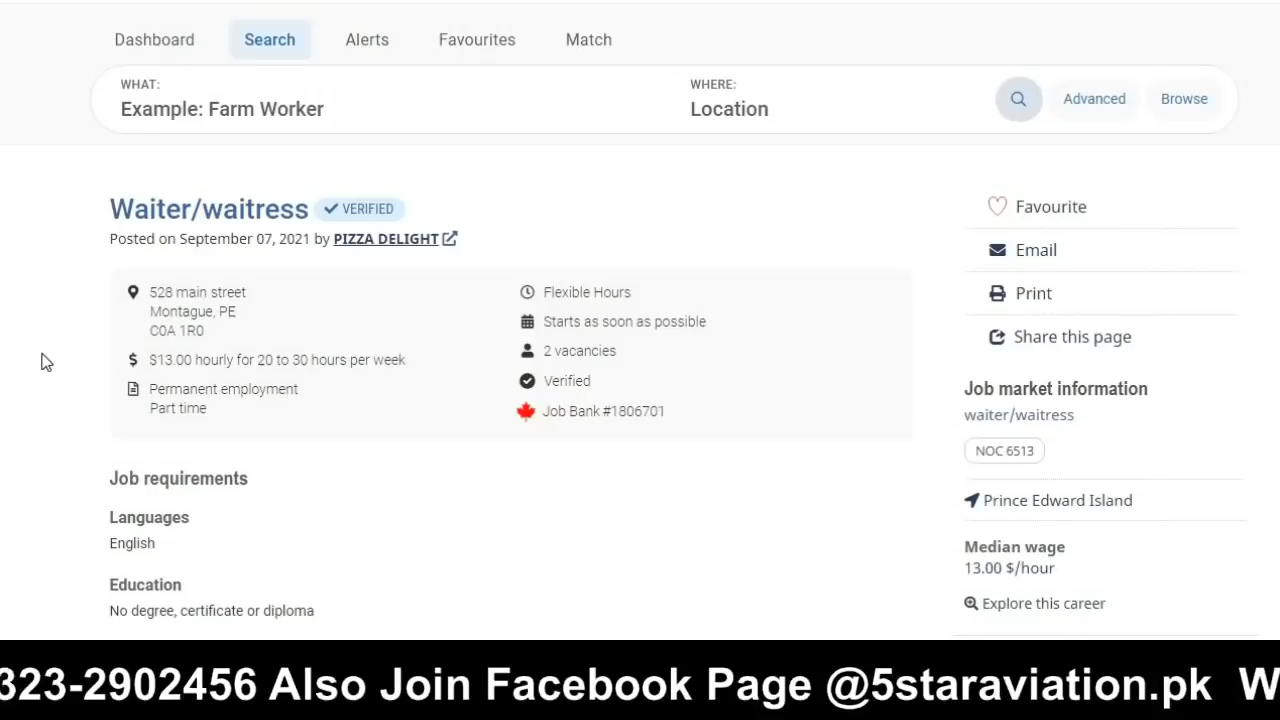 Dashboard Search Alerts Favourites Match
WHAT: WHERE:
Example: Farm Worker Location Advanced Browse
Waiter/waitress VERIFIED
Posted on September 07, 2021 by PIZZA DELIGHT
528 main street
Montague, PE
C0A 1R0
$13.00 hourly for 20 to 30 hours per week
Permanent employment
Part time
Flexible Hours
Starts as soon as possible
2 vacancies
Verified
Job Bank #1806701
Job requirements
Languages
English
Education
No degree, certificate or diploma
Favourite
Email
Print
Share this page
Job market information
waiter/waitress
NOC 6513
Prince Edward Island
Median wage
13.00 $/hour
Explore this career
323-2902456 Also Join Facebook Page @5staraviation.pk W